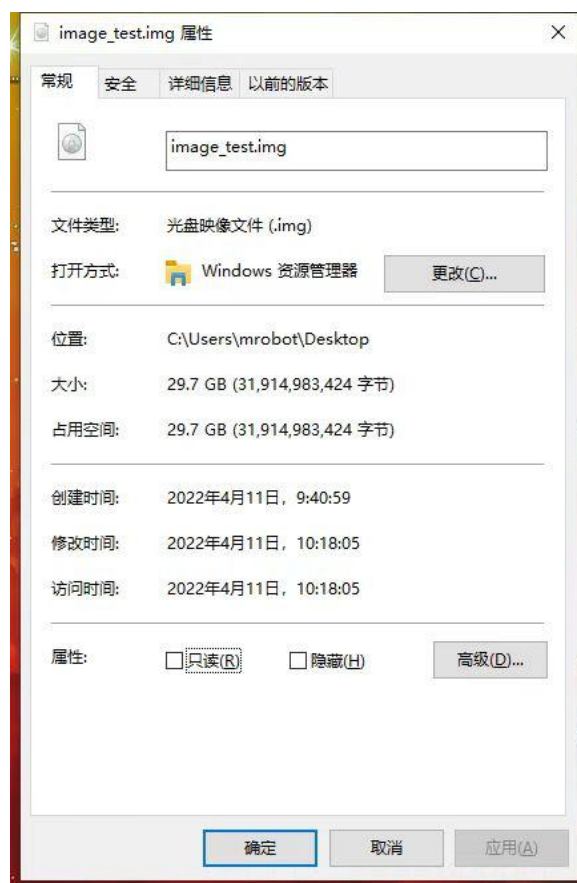 image_test.img 属性
常规 安全 详细信息 以前的版本
image_test.img
文件类型: 光盘映像文件 (.img)
打开方式: Windows 资源管理器 更改(C)...
位置: C:\Users\mrobot\Desktop
大小: 29.7 GB (31,914,983,424 字节)
占用空间: 29.7 GB (31,914,983,424 字节)
创建时间: 2022年4月11日，9:40:59
修改时间: 2022年4月11日，10:18:05
访问时间: 2022年4月11日，10:18:05
属性: 只读(R) 隐藏(H) 高级(D)...
确定 取消 应用(A)